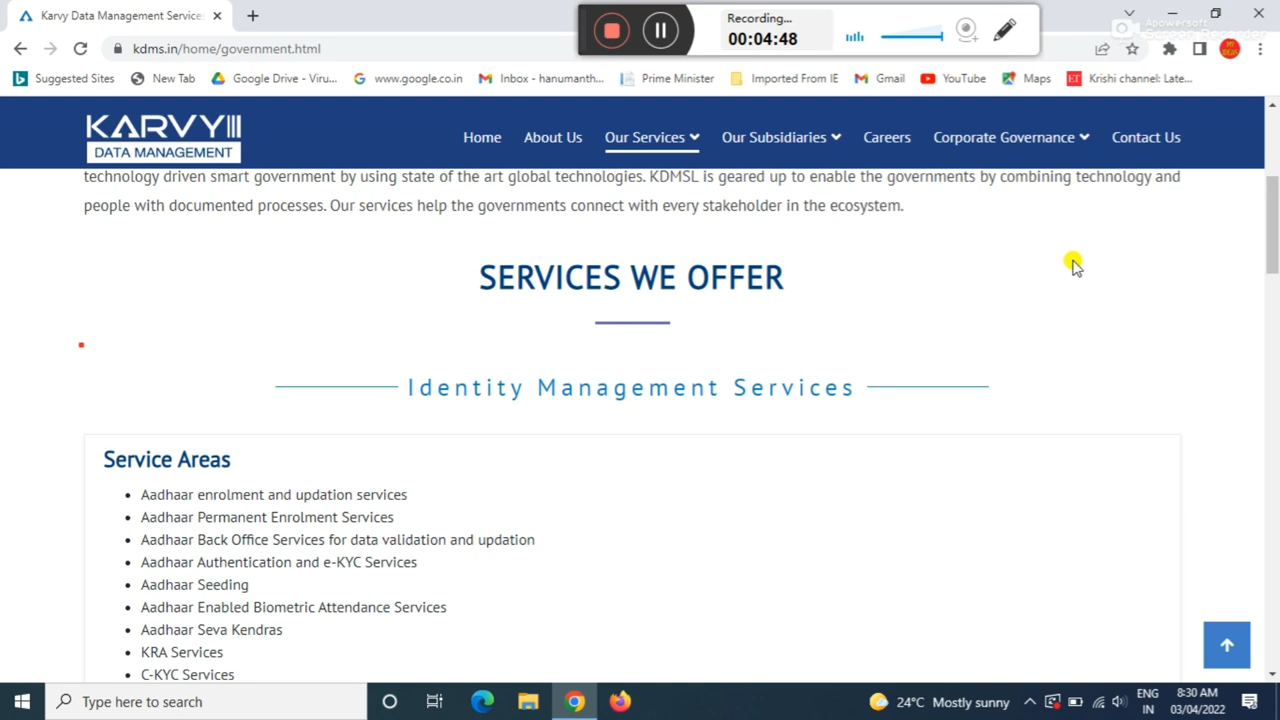 Karvy Data Management Services
Recording...
00:04:48
Apowersoft
Screen Recorder
kdms.in/home/government.html
Suggested Sites
New Tab
Google Drive - Viru...
www.google.co.in
Inbox - hanumanth...
Prime Minister
Imported From IE
Gmail
YouTube
Maps
ET
Krishi channel: Late...
KARVY
DATA MANAGEMENT
Home
About Us
Our Services
Our Subsidiaries
Careers
Corporate Governance
Contact Us
technology driven smart government by using state of the art global technologies. KDMSL is geared up to enable the governments by combining technology and
people with documented processes. Our services help the governments connect with every stakeholder in the ecosystem.
SERVICES WE OFFER
Identity Management Services
Service Areas
• Aadhaar enrolment and updation services
• Aadhaar Permanent Enrolment Services
• Aadhaar Back Office Services for data validation and updation
• Aadhaar Authentication and e-KYC Services
• Aadhaar Seeding
• Aadhaar Enabled Biometric Attendance Services
• Aadhaar Seva Kendras
• KRA Services
• C-KYC Services
Type here to search
24°C Mostly sunny
ENG
IN
8:30 AM
03/04/2022